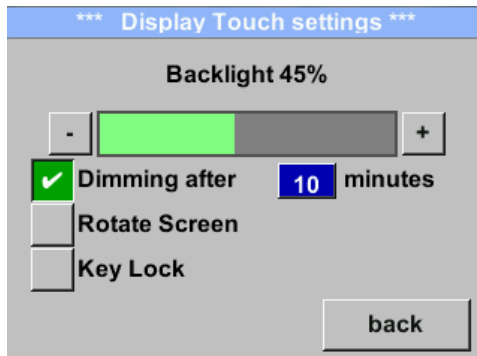 *** Display Touch settings ***
Backlight 45%
- +
Dimming after 10 minutes
Rotate Screen
Key Lock
back